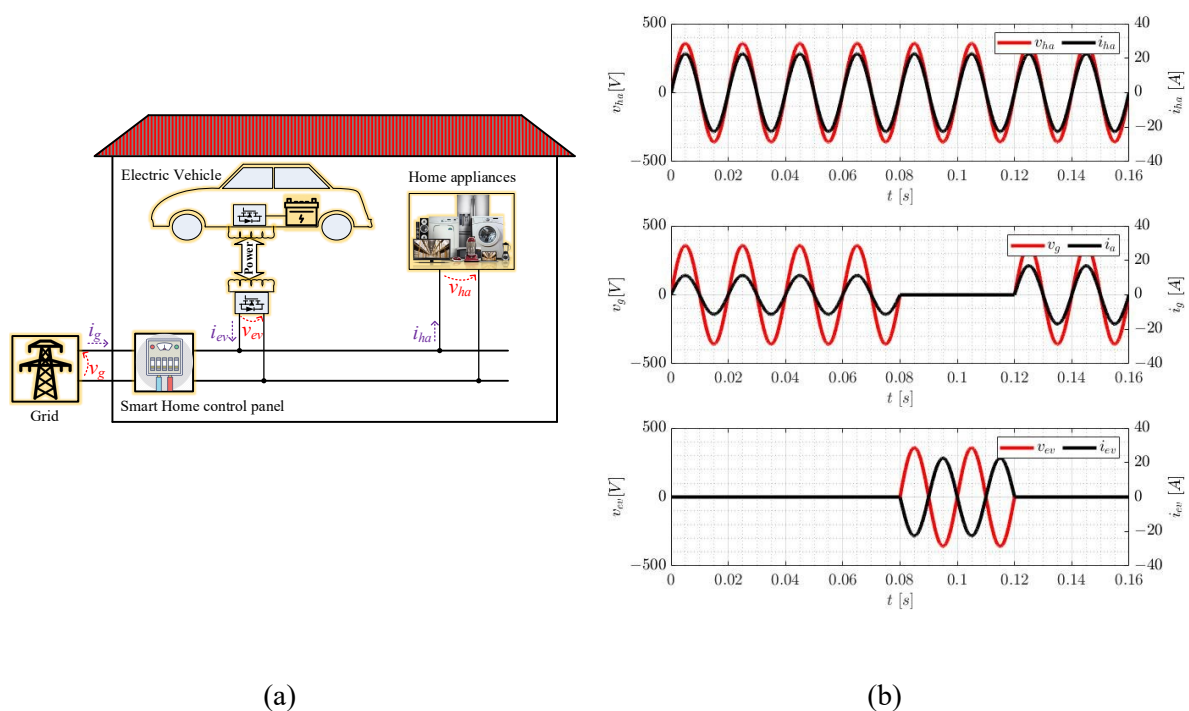 Electric Vehicle
Home appliances
Power
v_ha
i_g
i_ev
v_ev
i_ha
v_g
Smart Home control panel
Grid
(a)
500
0
−500
v_ha[V]
40
20
0
−20
−40
i_ha [A]
v_ha
i_ha
0 0.02 0.04 0.06 0.08 0.1 0.12 0.14 0.16
t [s]
500
0
−500
v_g[V]
40
20
0
−20
−40
i_g [A]
v_g
i_a
0 0.02 0.04 0.06 0.08 0.1 0.12 0.14 0.16
t [s]
500
0
−500
v_ev[V]
40
20
0
−20
−40
i_ev [A]
v_ev
i_ev
0 0.02 0.04 0.06 0.08 0.1 0.12 0.14 0.16
t [s]
(b)